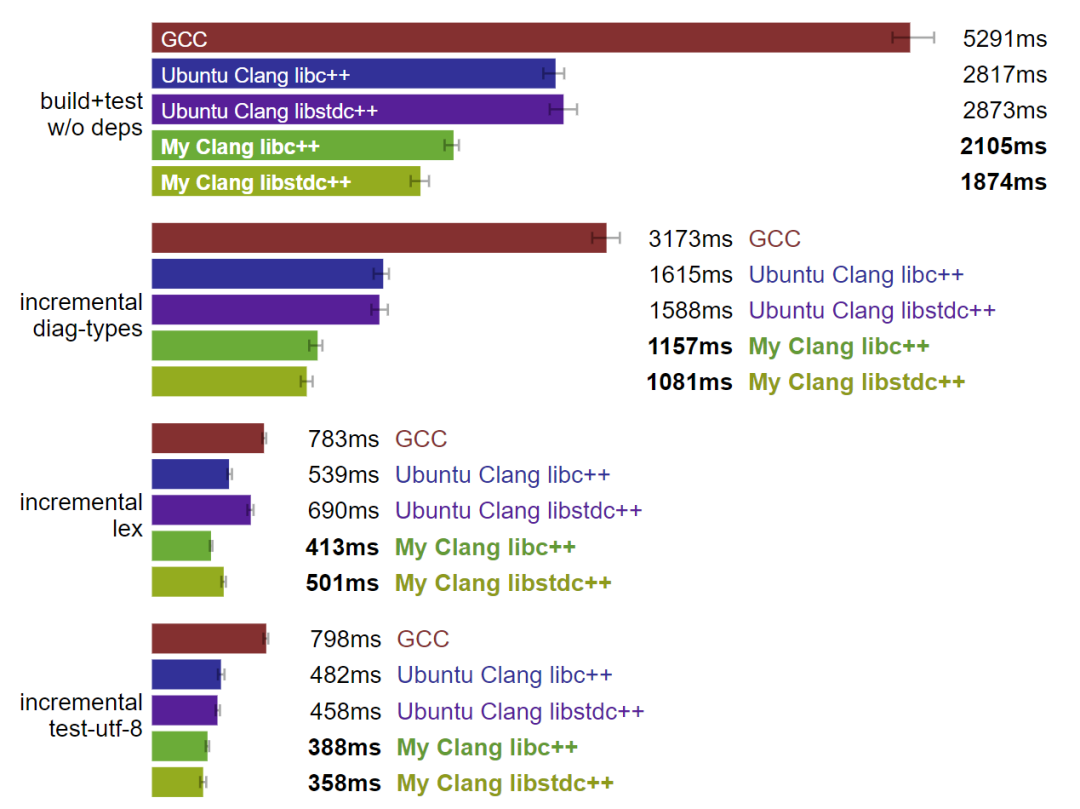 GCC 5291ms
Ubuntu Clang libc++ 2817ms
build+test
w/o deps
Ubuntu Clang libstdc++ 2873ms
My Clang libc++ 2105ms
My Clang libstdc++ 1874ms
3173ms GCC
1615ms Ubuntu Clang libc++
incremental
diag-types
1588ms Ubuntu Clang libstdc++
1157ms My Clang libc++
1081ms My Clang libstdc++
783ms GCC
539ms Ubuntu Clang libc++
incremental
lex
690ms Ubuntu Clang libstdc++
413ms My Clang libc++
501ms My Clang libstdc++
798ms GCC
482ms Ubuntu Clang libc++
incremental
test-utf-8
458ms Ubuntu Clang libstdc++
388ms My Clang libc++
358ms My Clang libstdc++